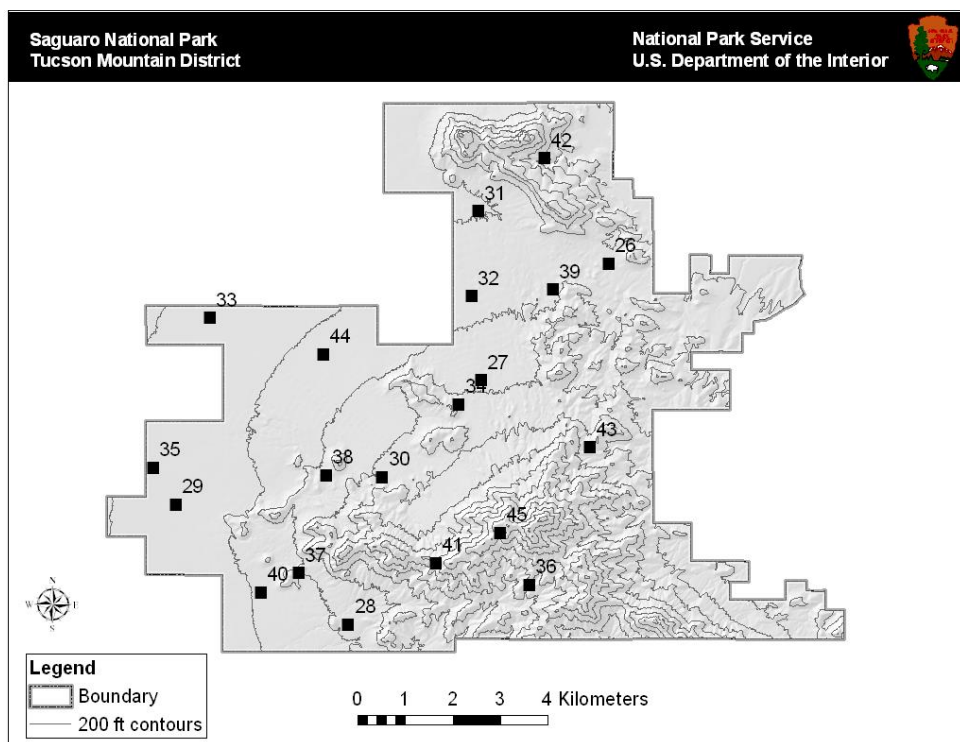 Saguaro National Park
Tucson Mountain District
National Park Service
U.S. Department of the Interior
42
31
26
39
32
33
44
27
34
43
35
38
30
29
45
41
37
36
40
28
N
W E
S
Legend
Boundary
200 ft contours
0 1 2 3 4 Kilometers